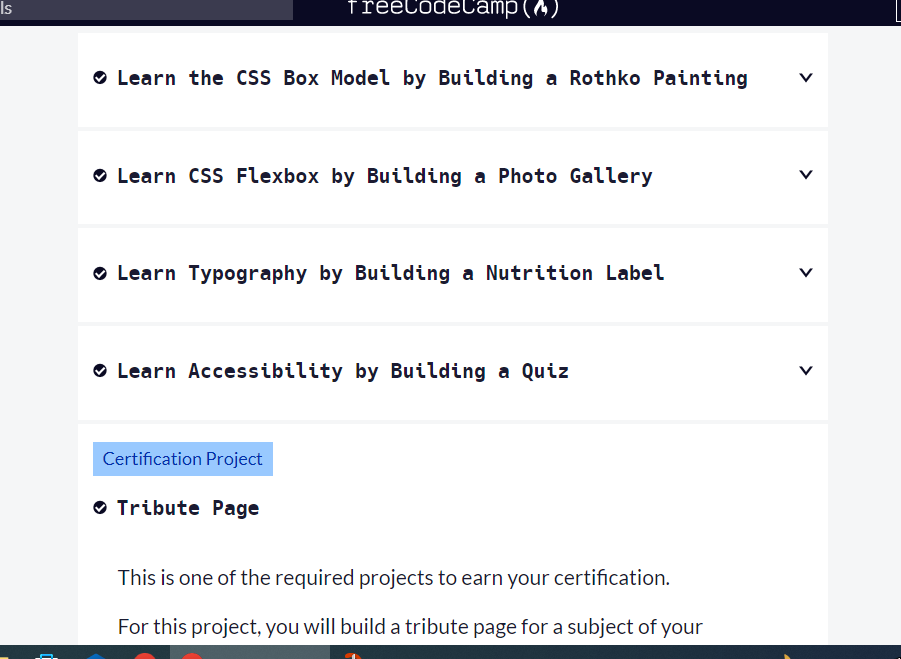 ls
freeCodeCamp(🔥)
Learn the CSS Box Model by Building a Rothko Painting
Learn CSS Flexbox by Building a Photo Gallery
Learn Typography by Building a Nutrition Label
Learn Accessibility by Building a Quiz
Certification Project
Tribute Page
This is one of the required projects to earn your certification.
For this project, you will build a tribute page for a subject of your